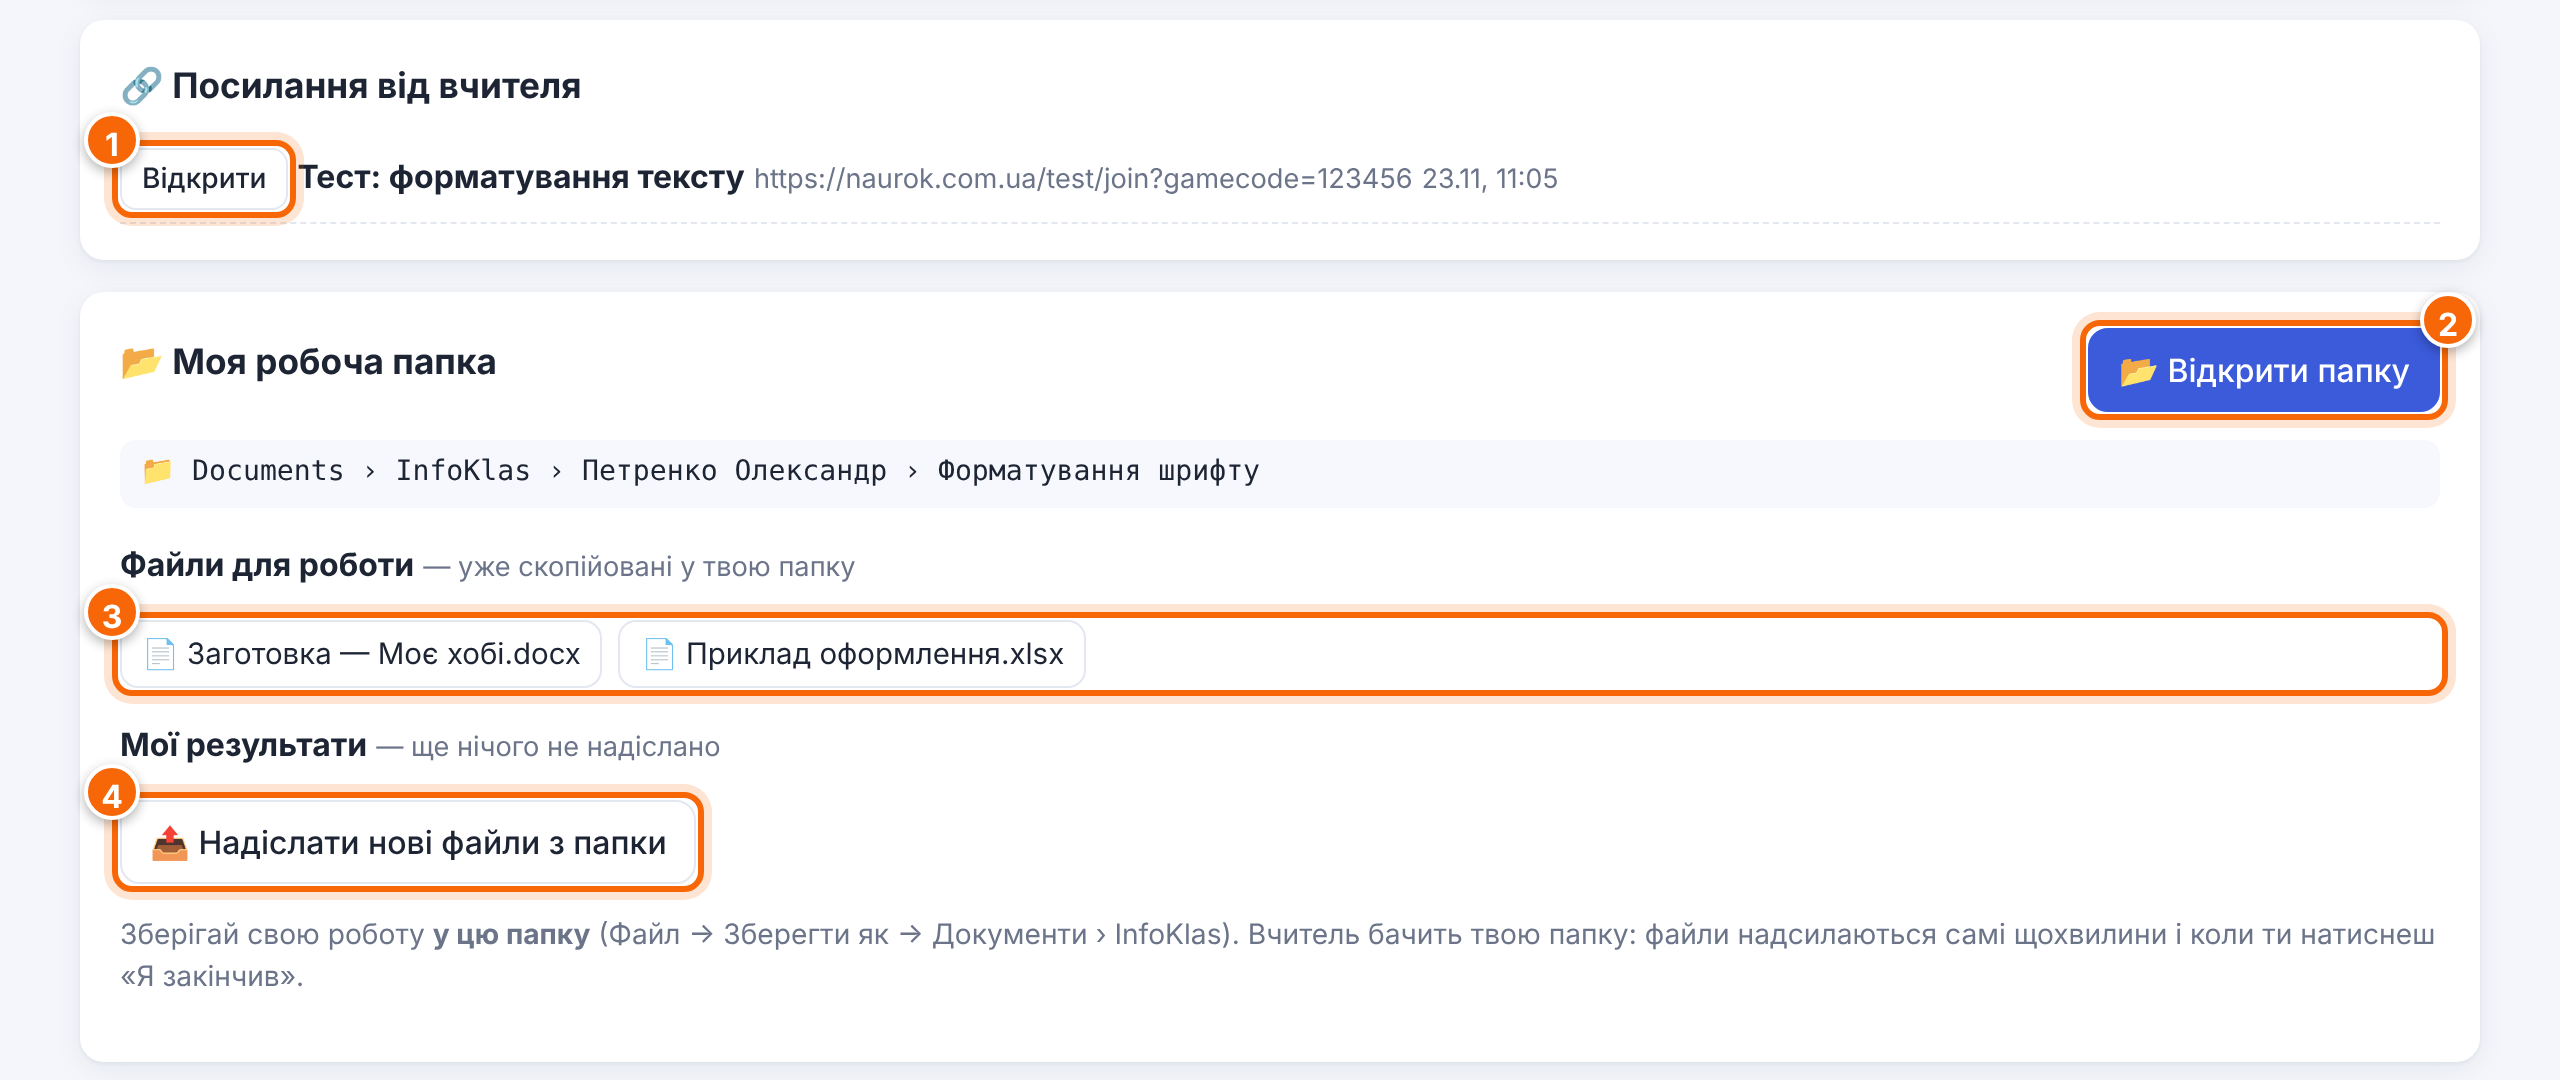 🔗 Посилання від вчителя
1
Відкрити Тест: форматування тексту https://naurok.com.ua/test/join?gamecode=123456 23.11, 11:05
2
📂 Моя робоча папка
📂 Відкрити папку
📁 Documents › InfoKlas › Петренко Олександр › Форматування шрифту
Файли для роботи — уже скопійовані у твою папку
3
📄 Заготовка — Моє хобі.docx 📄 Приклад оформлення.xlsx
Мої результати — ще нічого не надіслано
4
📤 Надіслати нові файли з папки
Зберігай свою роботу у цю папку (Файл → Зберегти як → Документи › InfoKlas). Вчитель бачить твою папку: файли надсилаються самі щохвилини і коли ти натиснеш
«Я закінчив».